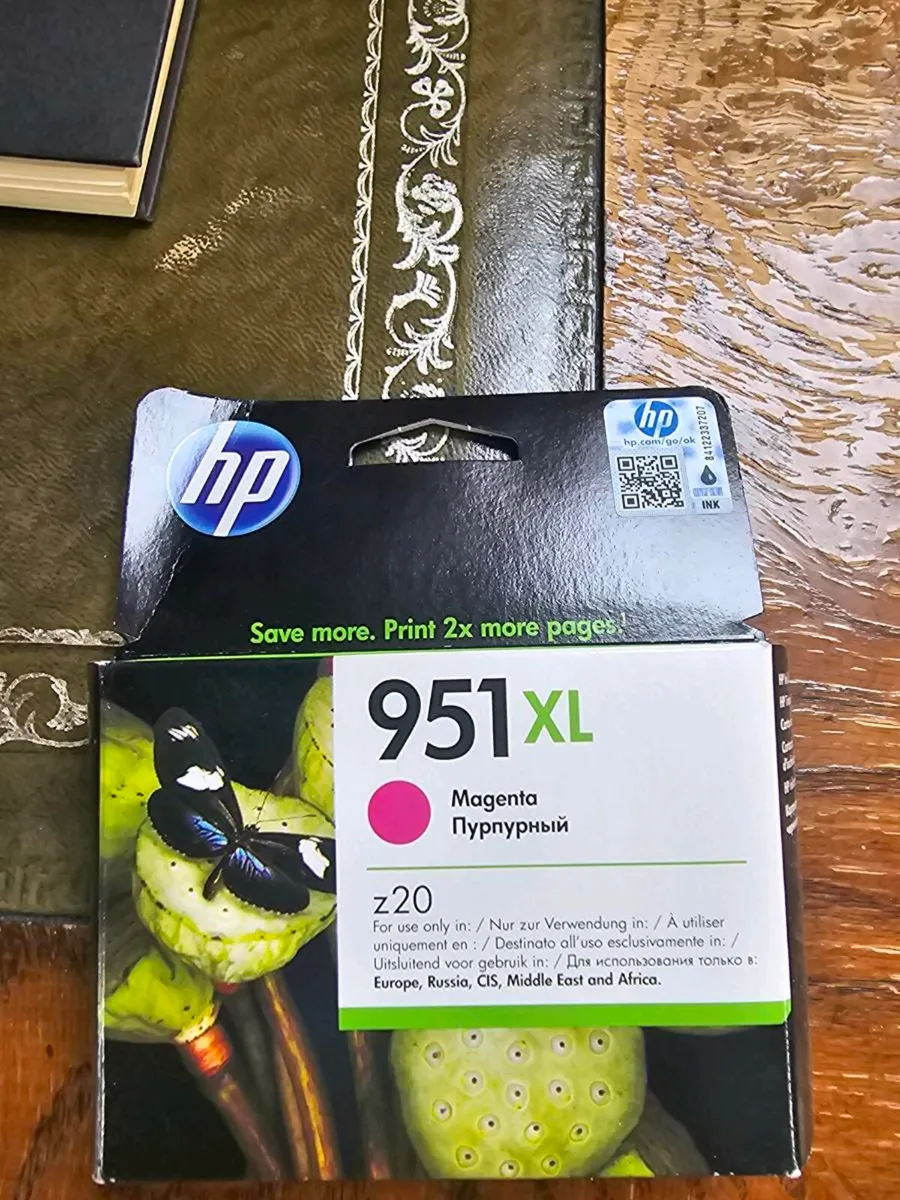 hp
hp
hp.com/go/ok
84122337207
INK
Save more. Print 2x more pages!
951XL
Magenta
Пурпурный
z20
For use only in: / Nur zur Verwendung in: / À utiliser
uniquement en : / Destinato all'uso esclusivamente in: /
Uitsluitend voor gebruik in: / Для использования только в:
Europe, Russia, CIS, Middle East and Africa.